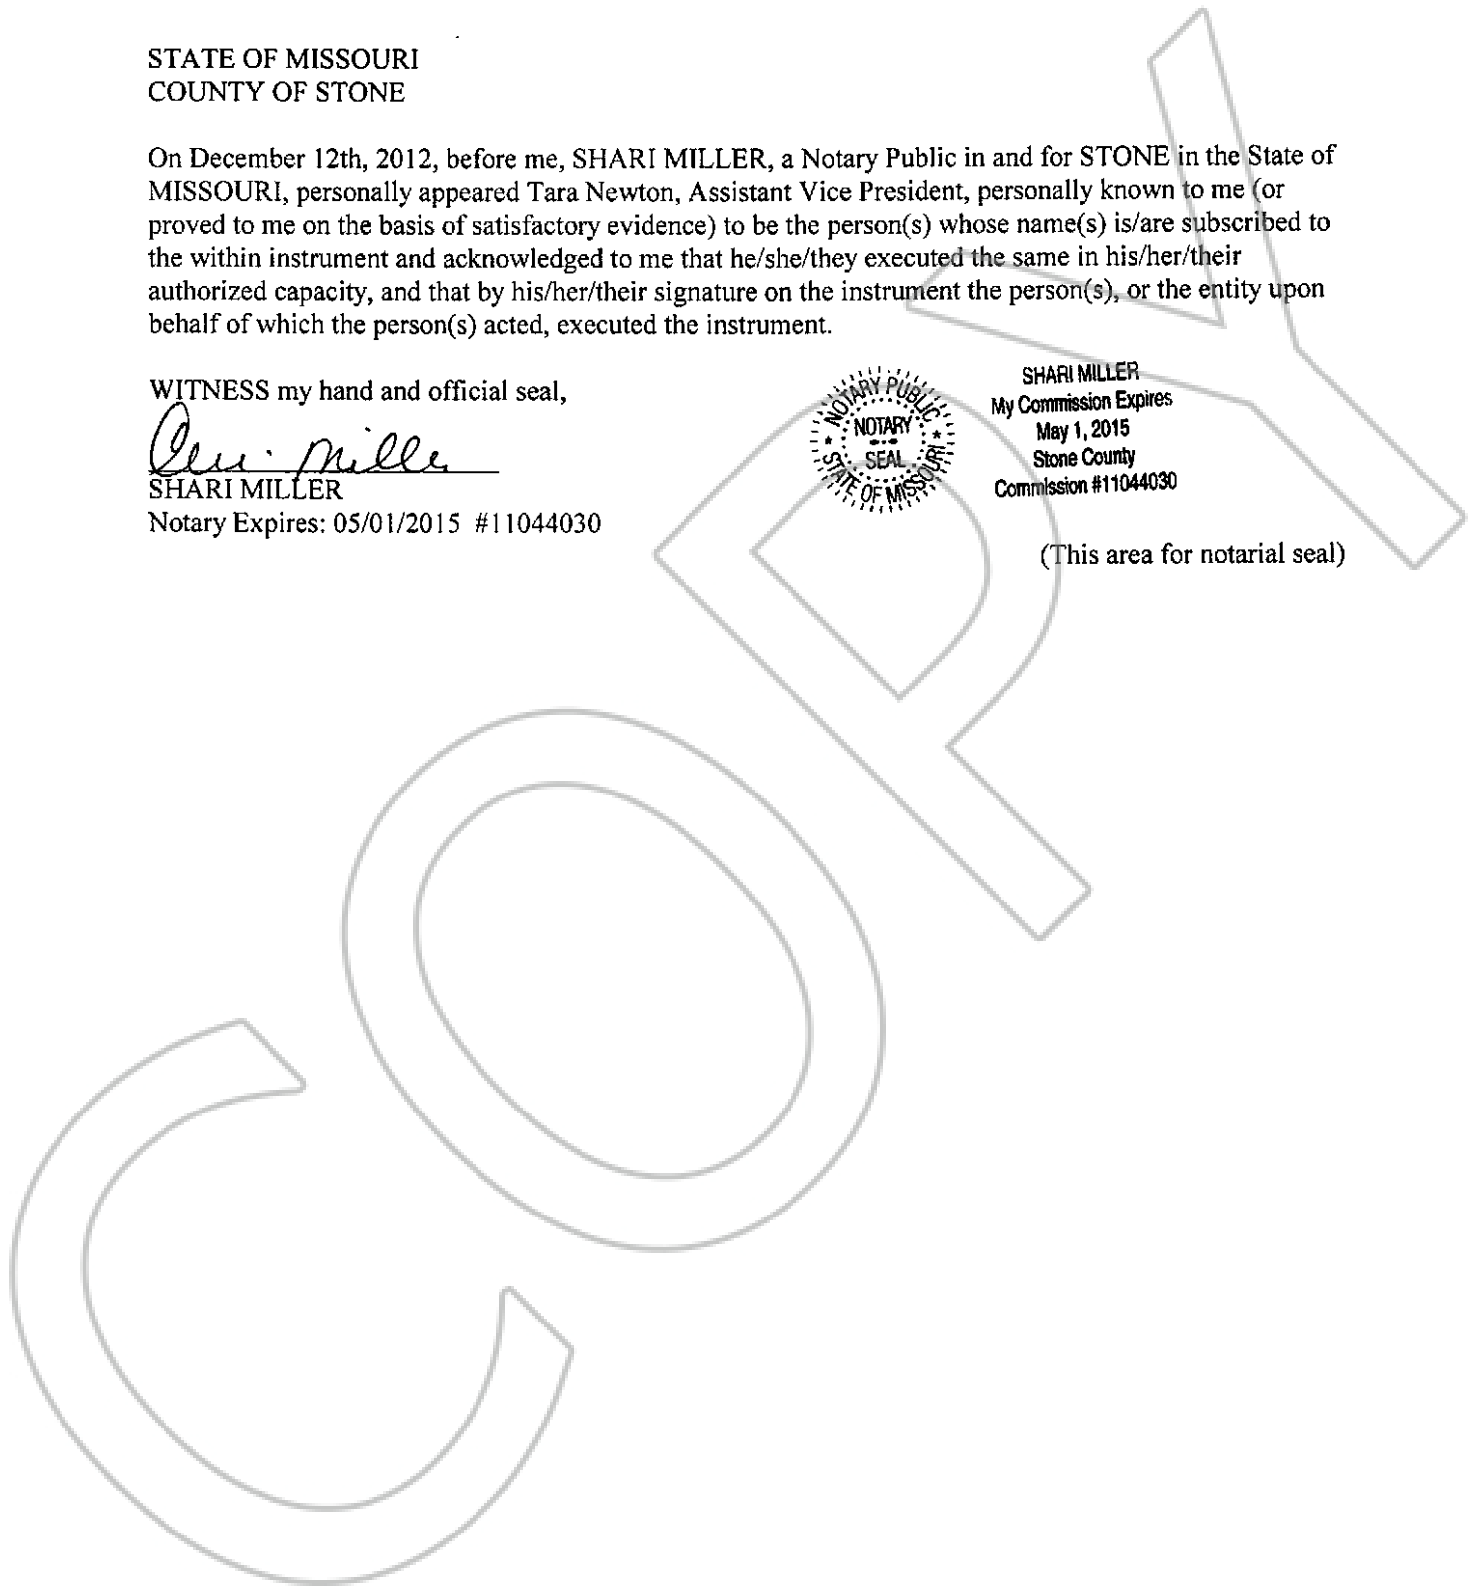 STATE OF MISSOURI
COUNTY OF STONE
On December 12th, 2012, before me, SHARI MILLER, a Notary Public in and for STONE in the State of
MISSOURI, personally appeared Tara Newton, Assistant Vice President, personally known to me (or
proved to me on the basis of satisfactory evidence) to be the person(s) whose name(s) is/are subscribed to
the within instrument and acknowledged to me that he/she/they executed the same in his/her/their
authorized capacity, and that by his/her/their signature on the instrument the person(s), or the entity upon
behalf of which the person(s) acted, executed the instrument.
WITNESS my hand and official seal,
Miller
SHARI MILLER
Notary Expires: 05/01/2015 #11044030
NOTARY PUBLIC
NOTARY
SEAL
STATE OF MISSOURI
SHARI MILLER
My Commission Expires
May 1, 2015
Stone County
Commission #11044030
(This area for notarial seal)
COPY